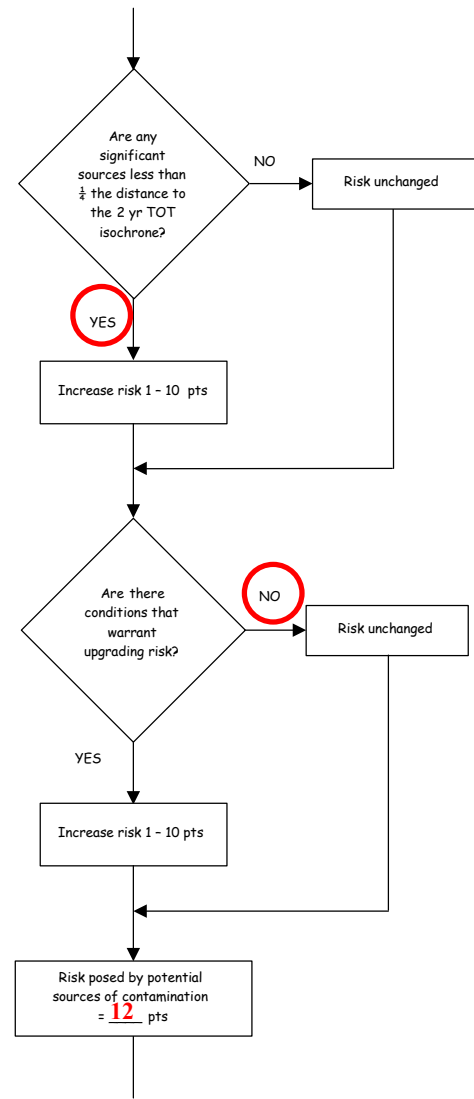 Are any
significant
sources less than
¼ the distance to
the 2 yr TOT
isochrone?
NO
Risk unchanged
YES
Increase risk 1 – 10 pts
Are there
conditions that
warrant
upgrading risk?
NO
Risk unchanged
YES
Increase risk 1 – 10 pts
Risk posed by potential
sources of contamination
= 12 pts